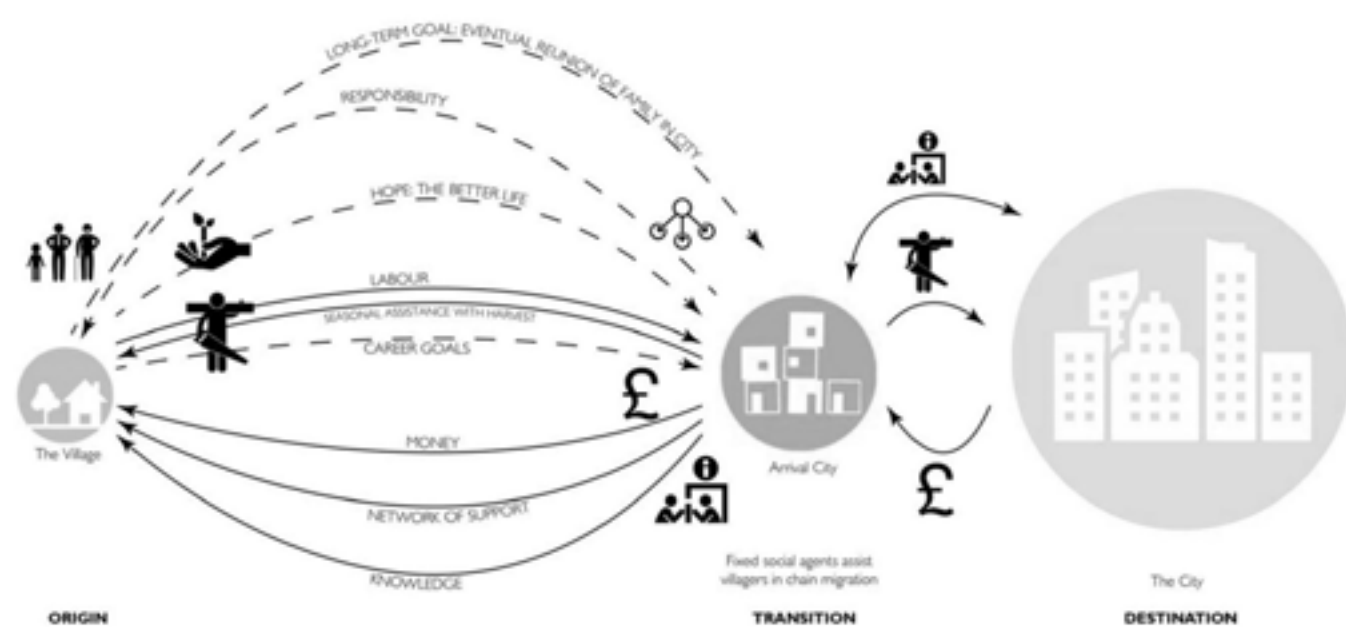 LONG-TERM GOAL: EVENTUAL REUNION OF FAMILY IN CITY
RESPONSIBILITY
HOPE: THE BETTER LIFE
LABOUR
SEASONAL ASSISTANCE WITH HARVEST
CAREER GOALS
£
MONEY
NETWORK OF SUPPORT
KNOWLEDGE
The Village
Arrival City
£
Fixed social agents assist
villagers in chain migration
The City
ORIGIN
TRANSITION
DESTINATION